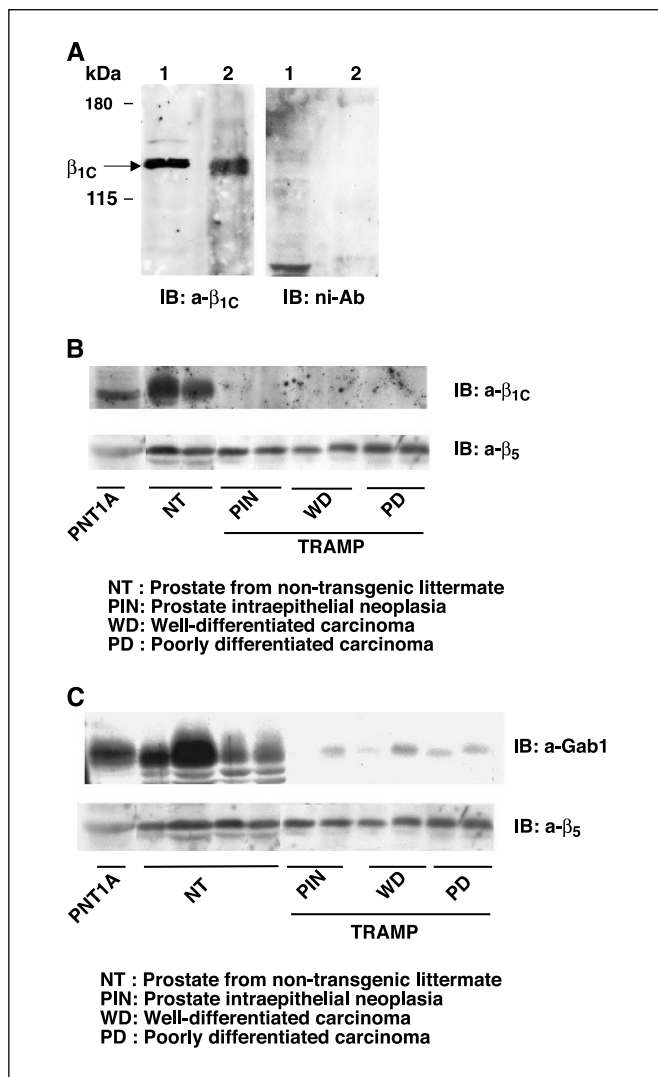 A
kDa 1 2 1 2
180 –
β1C
115 –
IB: a-β1C IB: ni-Ab
B
IB: a-β1C
IB: a-β5
PNT1A NT PIN WD PD
TRAMP
NT : Prostate from non-transgenic littermate
PIN: Prostate intraepithelial neoplasia
WD: Well-differentiated carcinoma
PD : Poorly differentiated carcinoma
C
IB: a-Gab1
IB: a-β5
PNT1A NT PIN WD PD
TRAMP
NT : Prostate from non-transgenic littermate
PIN: Prostate intraepithelial neoplasia
WD: Well-differentiated carcinoma
PD : Poorly differentiated carcinoma